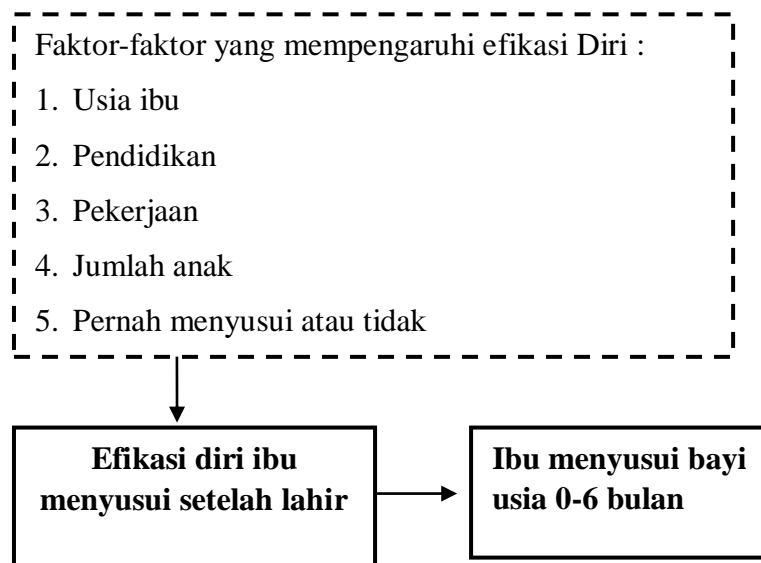 Faktor-faktor yang mempengaruhi efikasi Diri :
1. Usia ibu
2. Pendidikan
3. Pekerjaan
4. Jumlah anak
5. Pernah menyusui atau tidak
Efikasi diri ibu
menyusui setelah lahir
Ibu menyusui bayi
usia 0-6 bulan